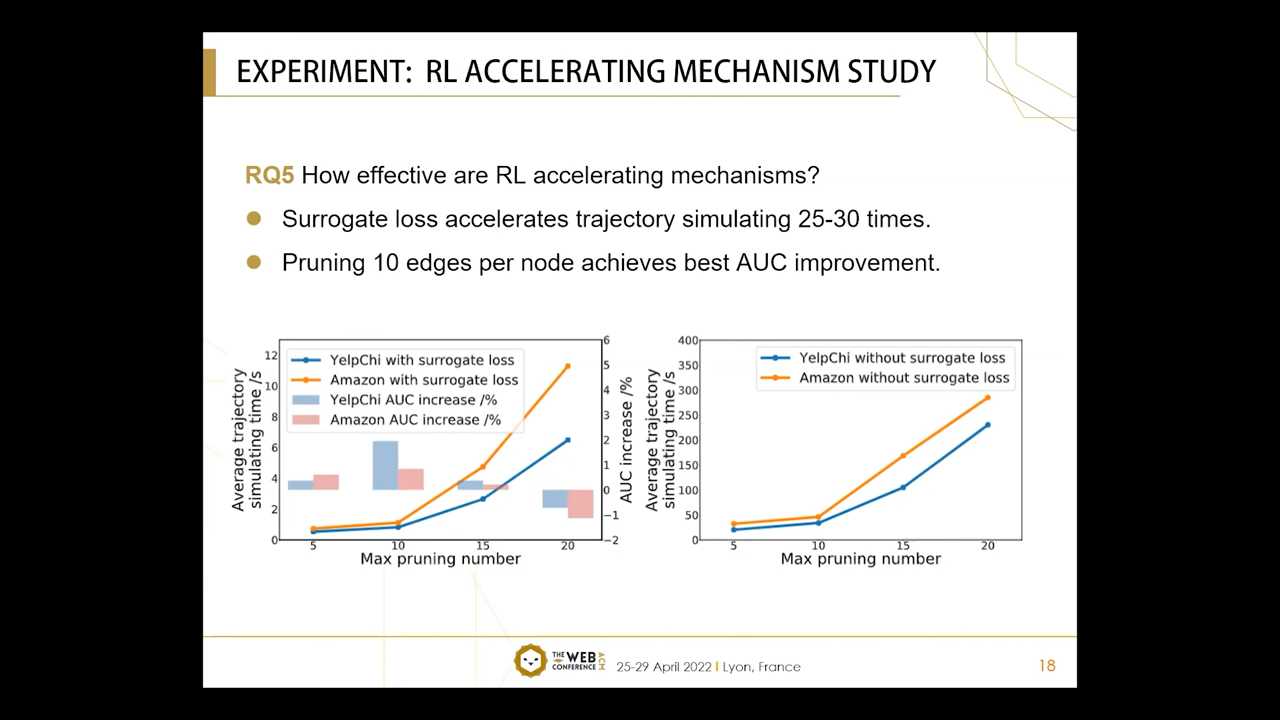 EXPERIMENT: RL ACCELERATING MECHANISM STUDY
RQ5 How effective are RL accelerating mechanisms?
Surrogate loss accelerates trajectory simulating 25-30 times.
Pruning 10 edges per node achieves best AUC improvement.
YelpChi with surrogate loss
Amazon with surrogate loss
YelpChi AUC increase /%
Amazon AUC increase /%
Average trajectory
simulating time /s
12
10
8
6
4
2
0
6
5
4
3
2
1
0
−1
−2
AUC increase /%
5 10 15 20
Max pruning number
YelpChi without surrogate loss
Amazon without surrogate loss
Average trajectory
simulating time /s
400
350
300
250
200
150
100
50
0
5 10 15 20
Max pruning number
THE WEB CONFERENCE ACM
25-29 April 2022 | Lyon, France
18